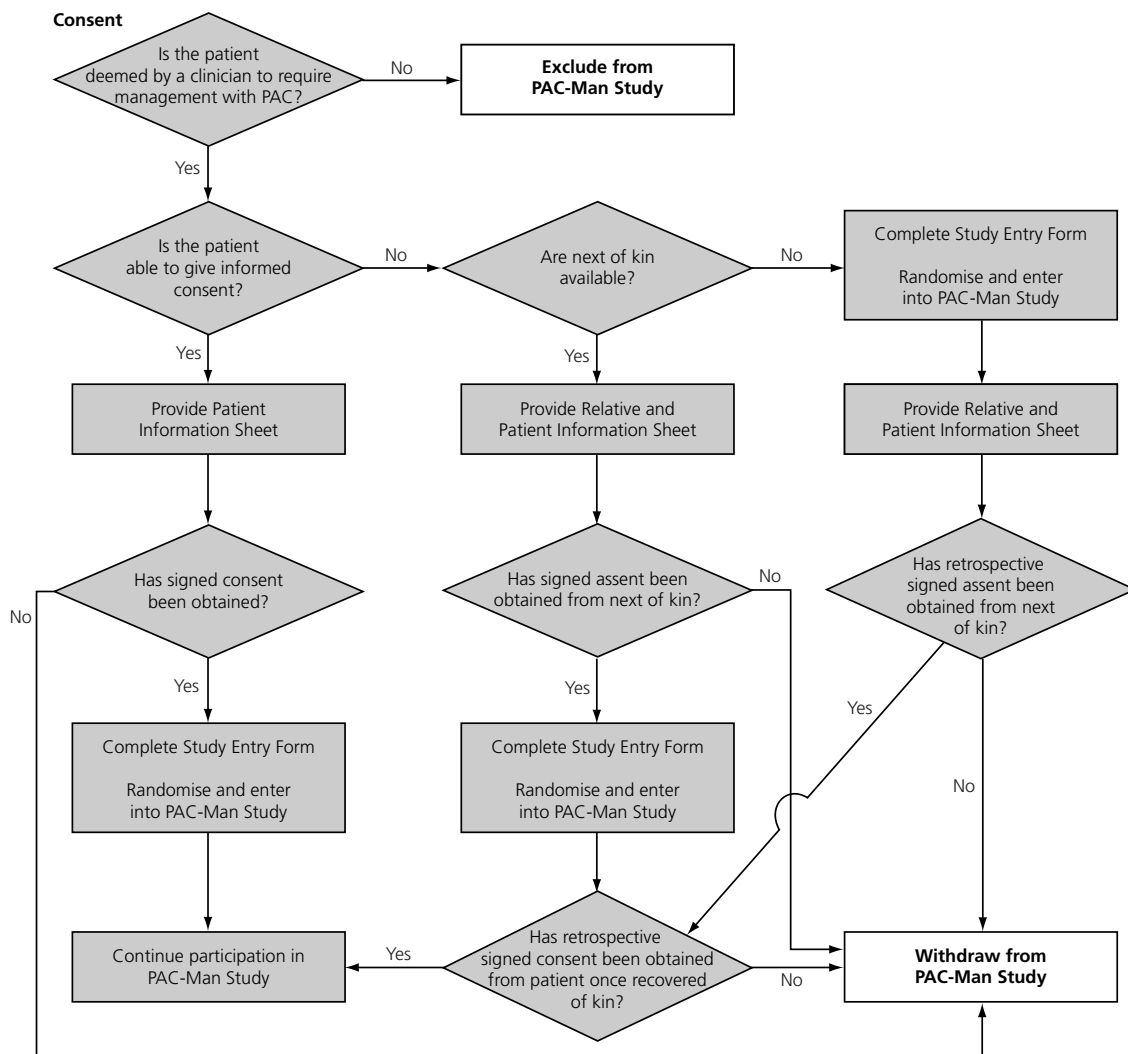 Consent
Is the patient
deemed by a clinician to require
management with PAC?
No
Exclude from
PAC-Man Study
Yes
Is the patient
able to give informed
consent?
No
Are next of kin
available?
No
Complete Study Entry Form
Randomise and enter
into PAC-Man Study
Yes
Yes
Provide Patient
Information Sheet
Provide Relative and
Patient Information Sheet
Provide Relative and
Patient Information Sheet
Has signed consent
been obtained?
No
Has signed assent been
obtained from next of kin?
No
Has retrospective
signed assent been
obtained from next
of kin?
Yes
Yes
Yes
No
Complete Study Entry Form
Randomise and enter
into PAC-Man Study
Complete Study Entry Form
Randomise and enter
into PAC-Man Study
Continue participation in
PAC-Man Study
Yes
Has retrospective
signed consent been obtained
from patient once recovered
of kin?
No
Withdraw from
PAC-Man Study